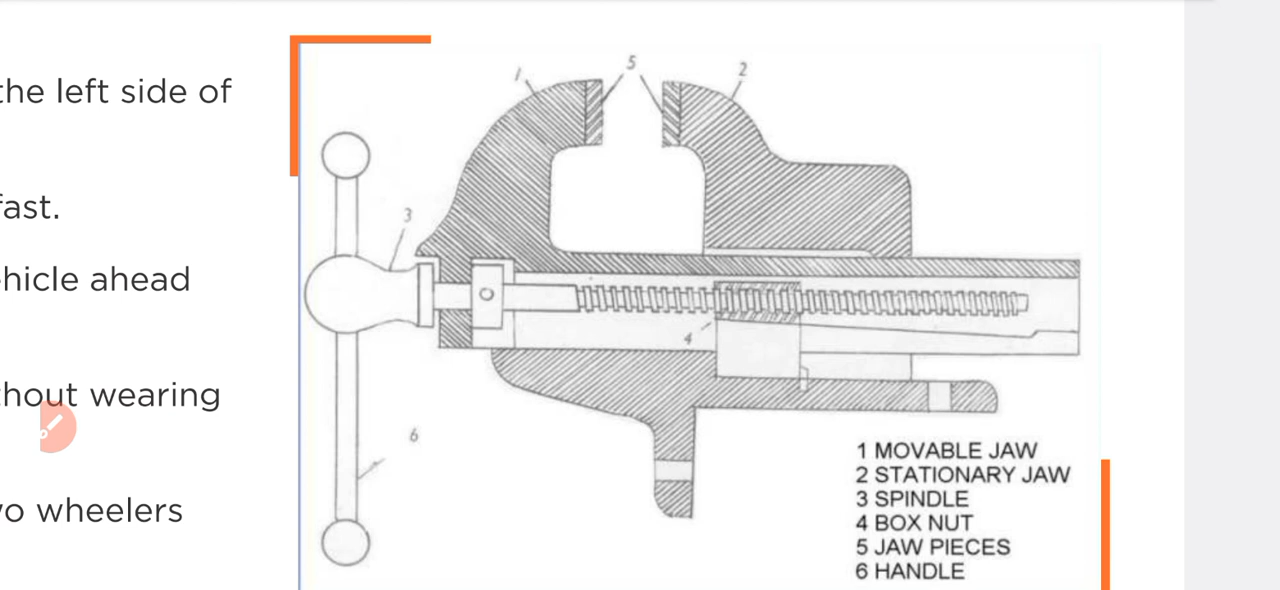 the left side of
fast.
hicle ahead
hout wearing
o wheelers
1
5
2
3
4
6
1 MOVABLE JAW
2 STATIONARY JAW
3 SPINDLE
4 BOX NUT
5 JAW PIECES
6 HANDLE